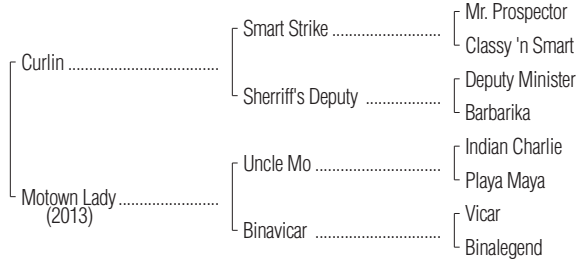 Mr. Prospector
Smart Strike ........................
Classy 'n Smart
Curlin ..................................
Deputy Minister
Sherriff's Deputy .................
Barbarika
Indian Charlie
Uncle Mo ............................
Playa Maya
Motown Lady .......................
(2013)
Vicar
Binavicar ............................
Binalegend